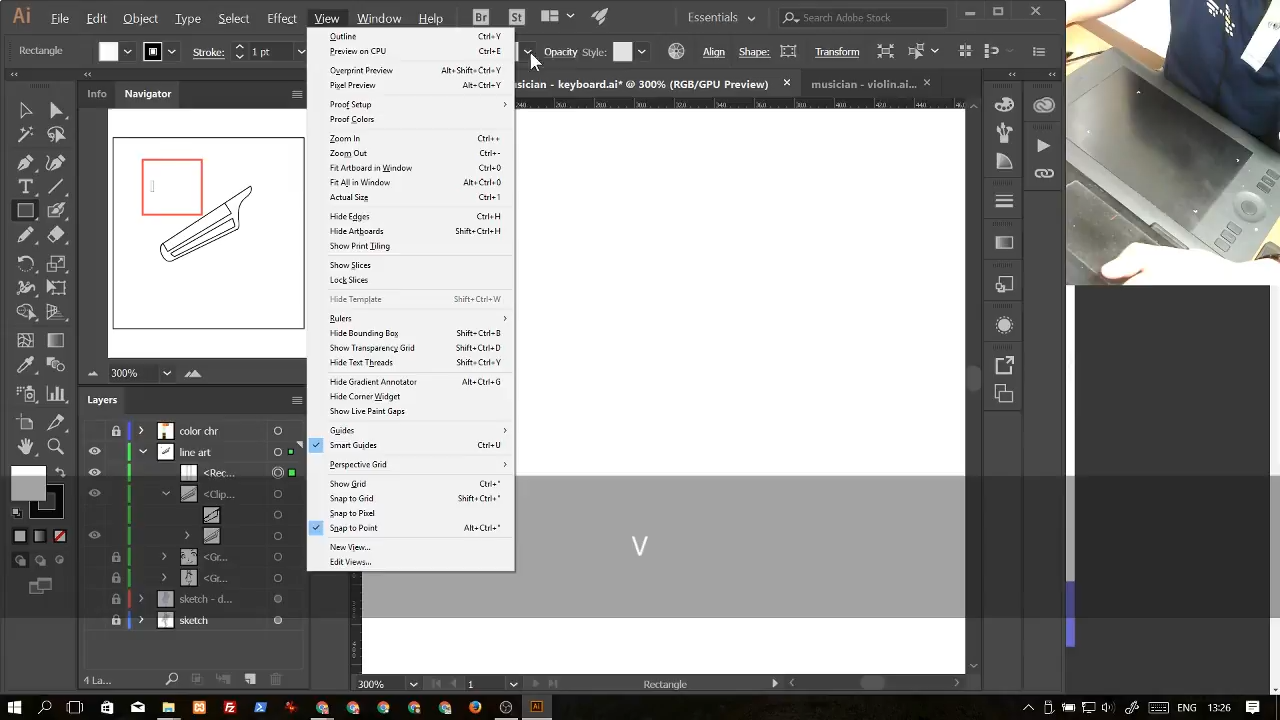 Ai File Edit Object Type Select Effect View Window Help Br St Essentials Search Adobe Stock
Rectangle Stroke: 1 pt Opacity Style: Align Shape: Transform
Info Navigator
sician - keyboard.ai* @ 300% (RGB/GPU Preview) × musician - violin.ai... ×
Outline Ctrl+Y
Preview on CPU Ctrl+E
Overprint Preview Alt+Shift+Ctrl+Y
Pixel Preview Alt+Ctrl+Y
Proof Setup
Proof Colors
Zoom In Ctrl++
Zoom Out Ctrl+-
Fit Artboard in Window Ctrl+0
Fit All in Window Alt+Ctrl+0
Actual Size Ctrl+1
Hide Edges Ctrl+H
Hide Artboards Shift+Ctrl+H
Show Print Tiling
Show Slices
Lock Slices
Hide Template Shift+Ctrl+W
Rulers
Hide Bounding Box Shift+Ctrl+B
Show Transparency Grid Shift+Ctrl+D
Hide Text Threads Shift+Ctrl+Y
Hide Gradient Annotator Alt+Ctrl+G
Hide Corner Widget
Show Live Paint Gaps
Guides
Smart Guides Ctrl+U
Perspective Grid
Show Grid Ctrl+"
Snap to Grid Shift+Ctrl+"
Snap to Pixel
Snap to Point Alt+Ctrl+"
New View...
Edit Views...
300%
Layers
color chr
line art
<Rec...
<Clip...
<Gr...
<Gr...
sketch - d...
sketch
4 La...
V
300% 1 Rectangle
ENG 13:26